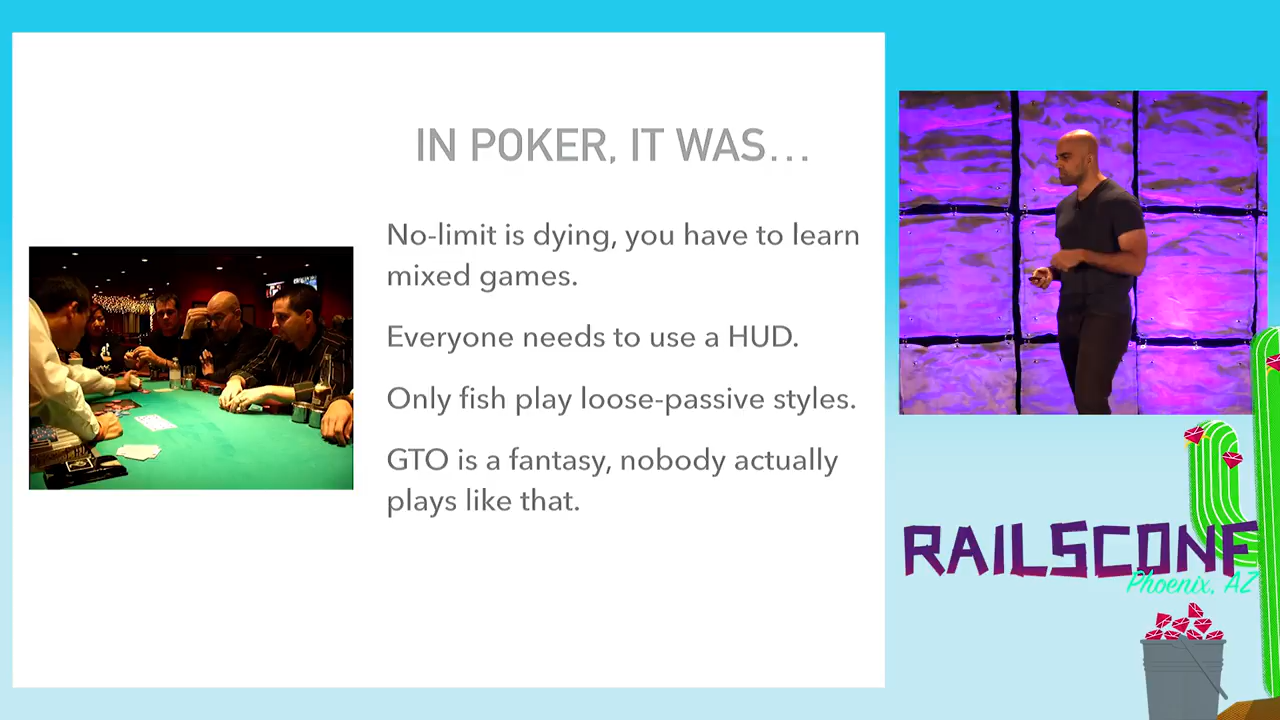 IN POKER, IT WAS…
No-limit is dying, you have to learn
mixed games.
Everyone needs to use a HUD.
Only fish play loose-passive styles.
GTO is a fantasy, nobody actually
plays like that.
RAILSCONF
Phoenix, AZ